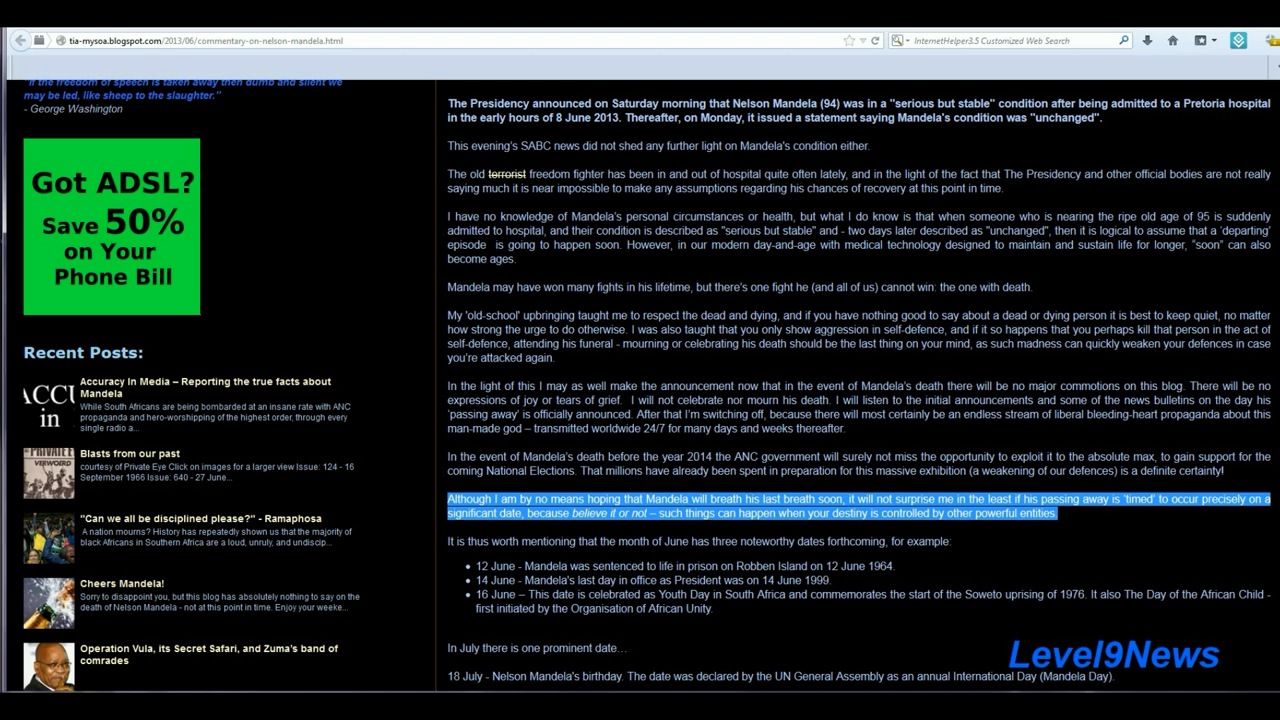 tia-mysoa.blogspot.com/2013/06/commentary-on-nelson-mandela.html
InternetHelper3.5 Customized Web Search
"If the freedom of speech is taken away then dumb and silent we
may be led, like sheep to the slaughter."
- George Washington
Got ADSL?
Save 50%
on Your
Phone Bill
Recent Posts:
ACCU
in
Accuracy In Media – Reporting the true facts about
Mandela
While South Africans are being bombarded at an insane rate with ANC
propaganda and hero-worshipping of the highest order, through every
single radio a...
VERWOERD
Blasts from our past
courtesy of Private Eye Click on images for a larger view Issue: 124 - 16
September 1966 Issue: 640 - 27 June...
"Can we all be disciplined please?" - Ramaphosa
A nation mourns? History has repeatedly shown us that the majority of
black Africans in Southern Africa are a loud, unruly, and undiscip...
Cheers Mandela!
Sorry to disappoint you, but this blog has absolutely nothing to say on the
death of Nelson Mandela - not at this point in time. Enjoy your weeke...
Operation Vula, its Secret Safari, and Zuma's band of
comrades
The Presidency announced on Saturday morning that Nelson Mandela (94) was in a "serious but stable" condition after being admitted to a Pretoria hospital
in the early hours of 8 June 2013. Thereafter, on Monday, it issued a statement saying Mandela's condition was "unchanged".
This evening's SABC news did not shed any further light on Mandela's condition either.
The old terrorist freedom fighter has been in and out of hospital quite often lately, and in the light of the fact that The Presidency and other official bodies are not really
saying much it is near impossible to make any assumptions regarding his chances of recovery at this point in time.
I have no knowledge of Mandela's personal circumstances or health, but what I do know is that when someone who is nearing the ripe old age of 95 is suddenly
admitted to hospital, and their condition is described as "serious but stable" and - two days later described as "unchanged", then it is logical to assume that a 'departing'
episode is going to happen soon. However, in our modern day-and-age with medical technology designed to maintain and sustain life for longer, "soon" can also
become ages.
Mandela may have won many fights in his lifetime, but there's one fight he (and all of us) cannot win: the one with death.
My 'old-school' upbringing taught me to respect the dead and dying, and if you have nothing good to say about a dead or dying person it is best to keep quiet, no matter
how strong the urge to do otherwise. I was also taught that you only show aggression in self-defence, and if it so happens that you perhaps kill that person in the act of
self-defence, attending his funeral - mourning or celebrating his death should be the last thing on your mind, as such madness can quickly weaken your defences in case
you're attacked again.
In the light of this I may as well make the announcement now that in the event of Mandela's death there will be no major commotions on this blog. There will be no
expressions of joy or tears of grief. I will not celebrate nor mourn his death. I will listen to the initial announcements and some of the news bulletins on the day his
'passing away' is officially announced. After that I'm switching off, because there will most certainly be an endless stream of liberal bleeding-heart propaganda about this
man-made god – transmitted worldwide 24/7 for many days and weeks thereafter.
In the event of Mandela's death before the year 2014 the ANC government will surely not miss the opportunity to exploit it to the absolute max, to gain support for the
coming National Elections. That millions have already been spent in preparation for this massive exhibition (a weakening of our defences) is a definite certainty!
Although I am by no means hoping that Mandela will breath his last breath soon, it will not surprise me in the least if his passing away is 'timed' to occur precisely on a
significant date, because believe it or not – such things can happen when your destiny is controlled by other powerful entities.
It is thus worth mentioning that the month of June has three noteworthy dates forthcoming, for example:
• 12 June - Mandela was sentenced to life in prison on Robben Island on 12 June 1964.
• 14 June - Mandela's last day in office as President was on 14 June 1999.
• 16 June – This date is celebrated as Youth Day in South Africa and commemorates the start of the Soweto uprising of 1976. It also The Day of the African Child -
first initiated by the Organisation of African Unity.
In July there is one prominent date…
18 July - Nelson Mandela's birthday. The date was declared by the UN General Assembly as an annual International Day (Mandela Day).
Level9News